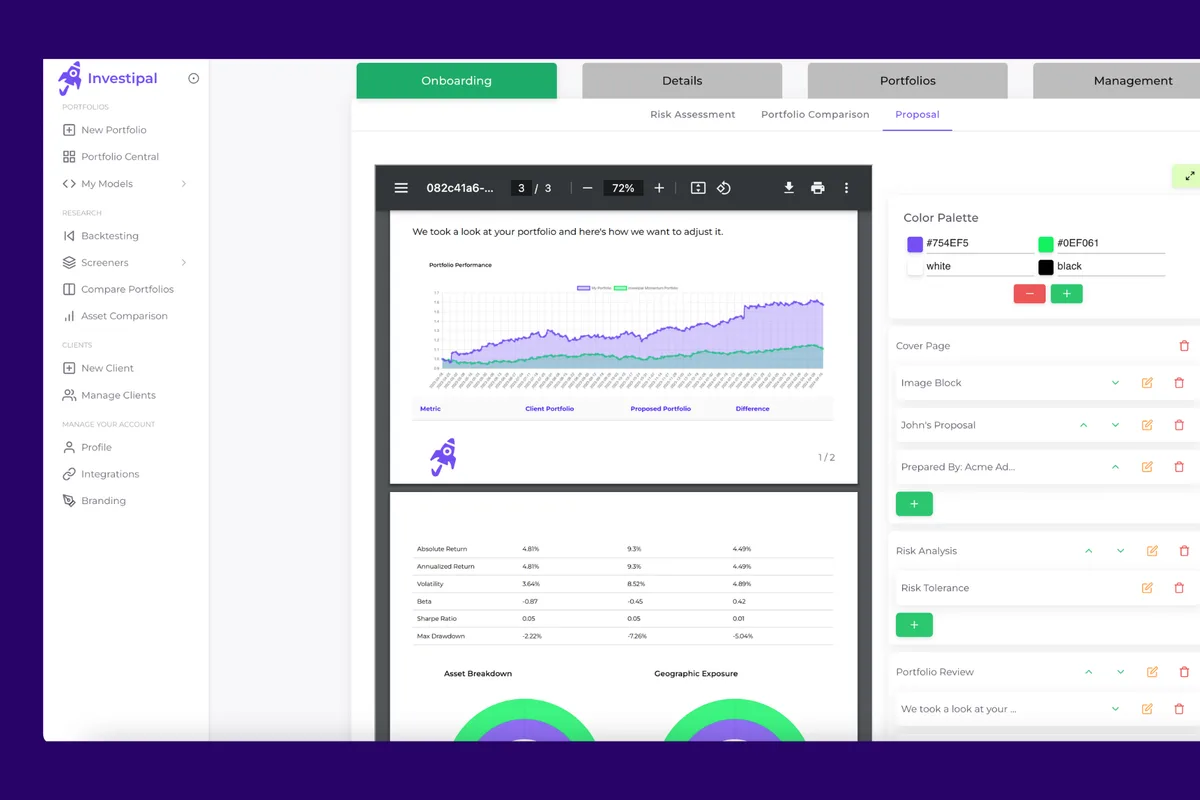 Investipal
PORTFOLIOS
New Portfolio
Portfolio Central
My Models
RESEARCH
Backtesting
Screeners
Compare Portfolios
Asset Comparison
CLIENTS
New Client
Manage Clients
MANAGE YOUR ACCOUNT
Profile
Integrations
Branding
Onboarding Details Portfolios Management
Risk Assessment Portfolio Comparison Proposal
082c41a6-... 3 / 3 72%
We took a look at your portfolio and here's how we want to adjust it.
Portfolio Performance
My Portfolio Investipal Momentum Portfolio
Metric Client Portfolio Proposed Portfolio Difference
1 / 2
Absolute Return 4.81% 9.3% 4.49%
Annualized Return 4.81% 9.3% 4.49%
Volatility 3.64% 8.52% 4.89%
Beta -0.87 -0.45 0.42
Sharpe Ratio 0.05 0.05 0.01
Max Drawdown -2.22% -7.26% -5.04%
Asset Breakdown Geographic Exposure
Color Palette
#754EF5 #0EF061
white black
Cover Page
Image Block
John's Proposal
Prepared By: Acme Ad...
Risk Analysis
Risk Tolerance
Portfolio Review
We took a look at your ...